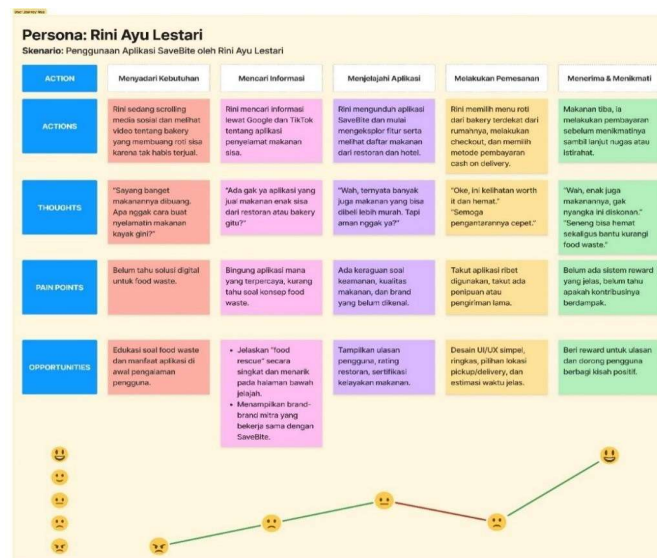 User Journey Map
Persona: Rini Ayu Lestari
Skenario: Penggunaan Aplikasi SaveBite oleh Rini Ayu Lestari
ACTION
Menyadari Kebutuhan
Mencari Informasi
Menjelajahi Aplikasi
Melakukan Pemesanan
Menerima & Menikmati
ACTIONS
Rini sedang scrolling
media sosial dan melihat
video tentang bakery
yang membuang roti sisa
karena tak habis terjual.
Rini mencari informasi
lewat Google dan TikTok
tentang aplikasi
penyelamat makanan
sisa.
Rini mengunduh aplikasi
SaveBite dan mulai
mengeksplor fitur serta
melihat daftar makanan
dari restoran dan hotel.
Rini memilih menu roti
dari bakery terdekat dari
rumahnya, melakukan
checkout, dan memilih
metode pembayaran
cash on delivery.
Makanan tiba, ia
melakukan pembayaran
sebelum menikmatinya
sambil lanjut nugas atau
istirahat.
THOUGHTS
"Sayang banget
makanannya dibuang.
Apa nggak cara buat
nyelamatin makanan
kayak gini?"
"Ada gak ya aplikasi yang
jual makanan enak sisa
dari restoran atau bakery
gitu?"
"Wah, ternyata banyak
juga makanan yang bisa
dibeli lebih murah. Tapi
aman nggak ya?"
"Oke, ini kelihatan worth
it dan hemat."
"Semoga
pengantarannya cepet."
"Wah, enak juga
makanannya, gak
nyangka ini diskonan."
"Seneng bisa hemat
sekaligus bantu kurangi
food waste."
PAIN POINTS
Belum tahu solusi digital
untuk food waste.
Bingung aplikasi mana
yang terpercaya, kurang
tahu soal konsep food
waste.
Ada keraguan soal
keamanan, kualitas
makanan, dan brand
yang belum dikenal.
Takut aplikasi ribet
digunakan, takut ada
penipuan atau
pengiriman lama.
Belum ada sistem reward
yang jelas, belum tahu
apakah kontribusinya
berdampak.
OPPORTUNITIES
Edukasi soal food waste
dan manfaat aplikasi di
awal pengalaman
pengguna.
• Jelaskan "food
rescue" secara
singkat dan menarik
pada halaman bawah
jelajah.
• Menampilkan brand-
brand mitra yang
bekerja sama dengan
SaveBite.
Tampilkan ulasan
pengguna, rating
restoran, sertifikasi
kelayakan makanan.
Desain UI/UX simpel,
ringkas, pilihan lokasi
pickup/delivery, dan
estimasi waktu jelas.
Beri reward untuk ulasan
dan dorong pengguna
berbagi kisah positif.